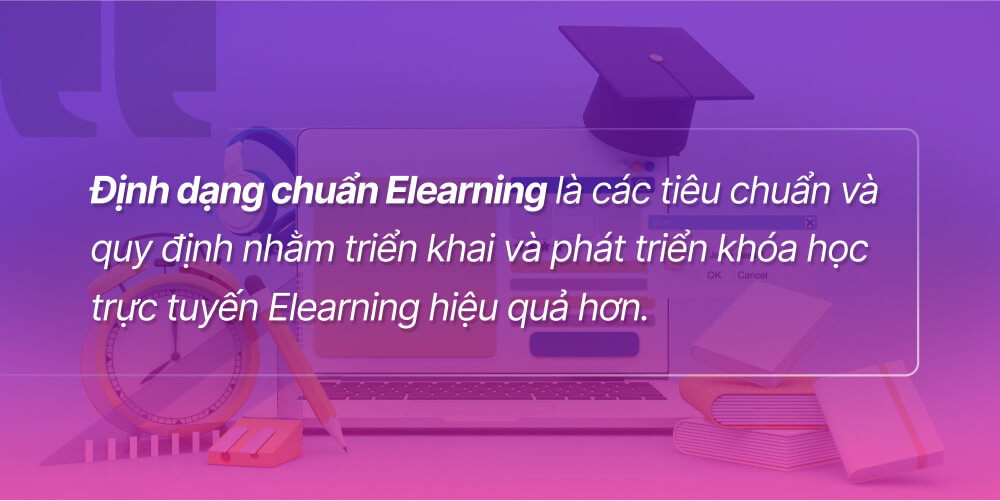 Định dạng chuẩn Elearning là các tiêu chuẩn và
quy định nhằm triển khai và phát triển khóa học
trực tuyến Elearning hiệu quả hơn.
OK Cancel